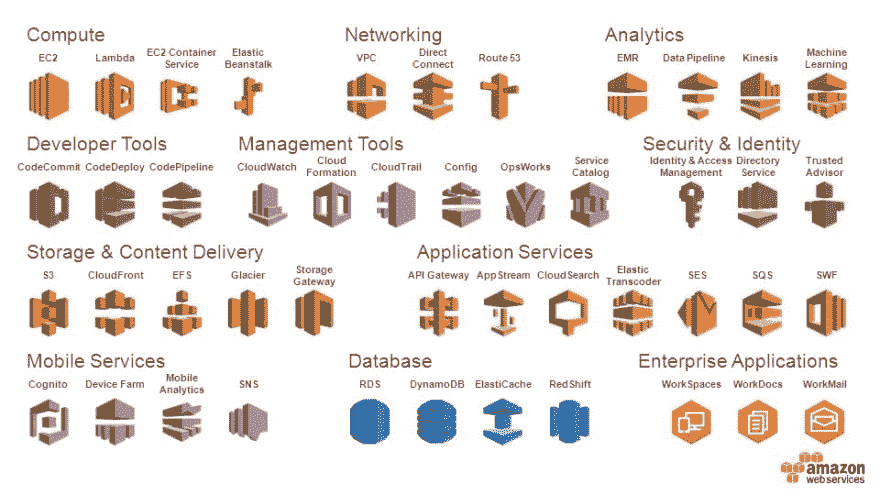 Compute
EC2
Lambda
EC2 Container
Service
Elastic
Beanstalk
Networking
VPC
Direct
Connect
Route 53
Analytics
EMR
Data Pipeline
Kinesis
Machine
Learning
Developer Tools
CodeCommit
CodeDeploy
CodePipeline
Management Tools
CloudWatch
Cloud
Formation
CloudTrail
Config
OpsWorks
Service
Catalog
Security & Identity
Identity & Access
Management
Directory
Service
Trusted
Advisor
Storage & Content Delivery
S3
CloudFront
EFS
Glacier
Storage
Gateway
Application Services
API Gateway
AppStream
CloudSearch
Elastic
Transcoder
SES
SQS
SWF
Mobile Services
Cognito
Device Farm
Mobile
Analytics
SNS
Database
RDS
DynamoDB
ElastiCache
RedShift
Enterprise Applications
WorkSpaces
WorkDocs
WorkMail
amazon
web services